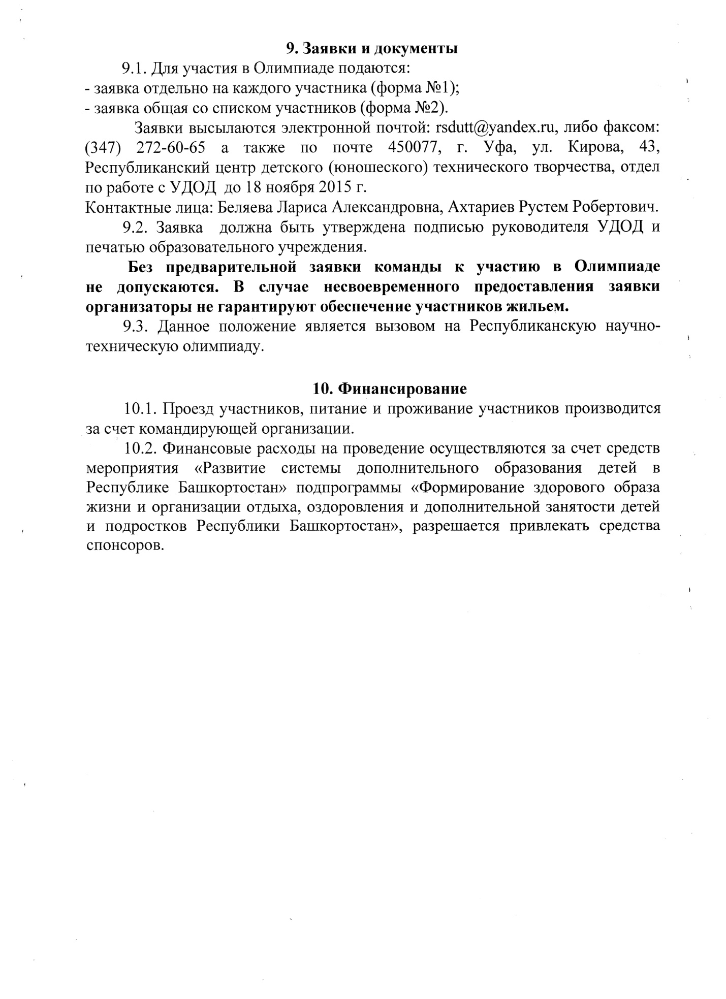 9. Заявки и документы
9.1. Для участия в Олимпиаде подаются:
- заявка отдельно на каждого участника (форма №1);
- заявка общая со списком участников (форма №2).
Заявки высылаются электронной почтой: rsdutt@yandex.ru, либо факсом:
(347) 272-60-65 а также по почте 450077, г. Уфа, ул. Кирова, 43,
Республиканский центр детского (юношеского) технического творчества, отдел
по работе с УДОД до 18 ноября 2015 г.
Контактные лица: Беляева Лариса Александровна, Ахтариев Рустем Робертович.
9.2. Заявка должна быть утверждена подписью руководителя УДОД и
печатью образовательного учреждения.
Без предварительной заявки команды к участию в Олимпиаде
не допускаются. В случае несвоевременного предоставления заявки
организаторы не гарантируют обеспечение участников жильем.
9.3. Данное положение является вызовом на Республиканскую научно-
техническую олимпиаду.
10. Финансирование
10.1. Проезд участников, питание и проживание участников производится
за счет командирующей организации.
10.2. Финансовые расходы на проведение осуществляются за счет средств
мероприятия «Развитие системы дополнительного образования детей в
Республике Башкортостан» подпрограммы «Формирование здорового образа
жизни и организации отдыха, оздоровления и дополнительной занятости детей
и подростков Республики Башкортостан», разрешается привлекать средства
спонсоров.